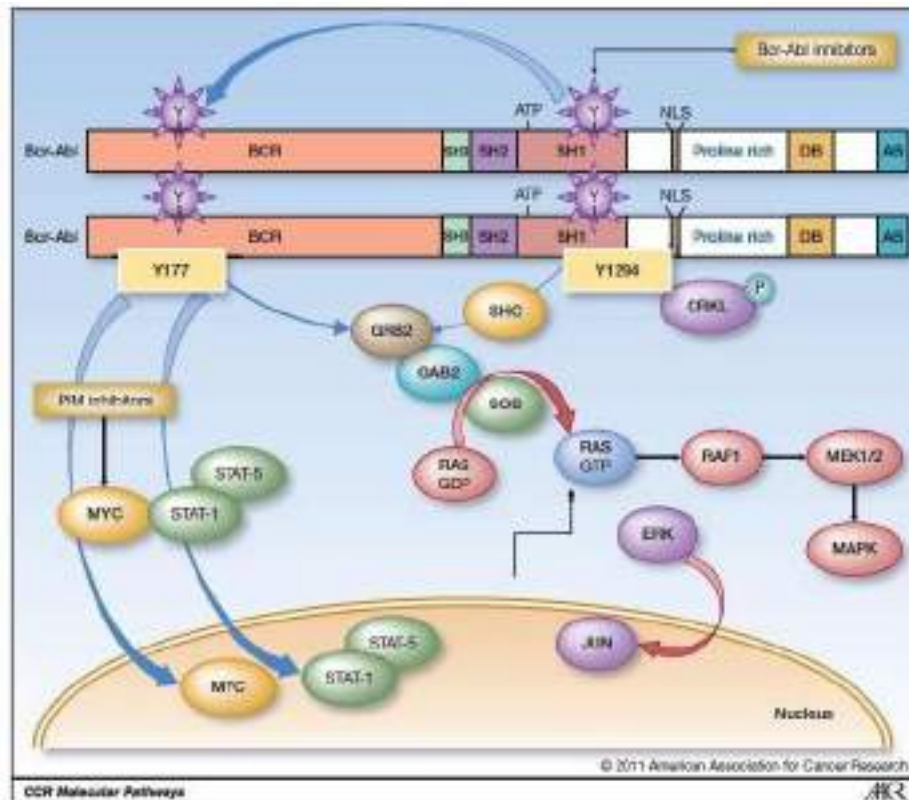 Bcr-Abl inhibitors
Y
Y
ATP
NLS
Bcr-Abl
BCR
SH3
SH2
SH1
Proline rich
DB
AB
Y
Y
ATP
NLS
Bcr-Abl
BCR
SH3
SH2
SH1
Proline rich
DB
AB
Y177
Y1294
SHC
CRKL
P
GRB2
GAB2
SOS
PIM inhibitors
RAS
GDP
RAS
GTP
RAF1
MEK1/2
STAT-5
MYC
STAT-1
ERK
MAPK
STAT-5
JUN
MYC
STAT-1
Nucleus
© 2011 American Association for Cancer Research
CCR Molecular Pathways
AACR